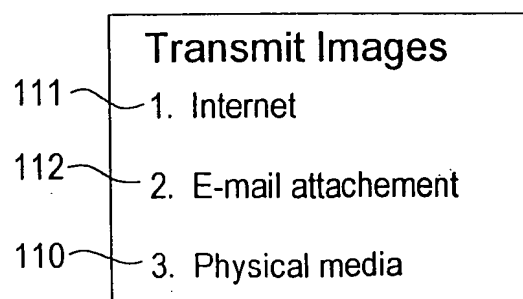 Transmit Images
111 1. Internet
112 2. E-mail attachement
110 3. Physical media